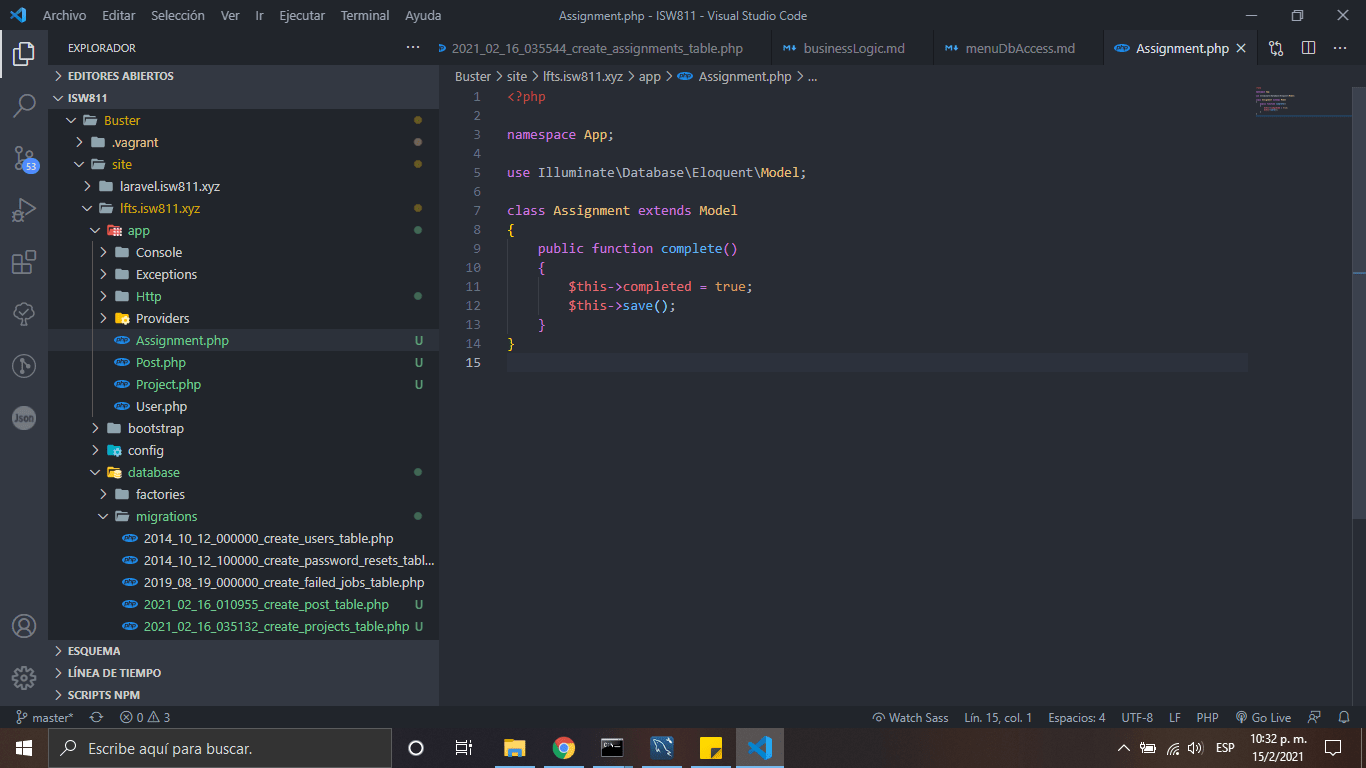 Archivo Editar Selección Ver Ir Ejecutar Terminal Ayuda
Assignment.php - ISW811 - Visual Studio Code
EXPLORADOR
2021_02_16_035544_create_assignments_table.php businessLogic.md menuDbAccess.md Assignment.php
EDITORES ABIERTOS
ISW811
Buster
.vagrant
site
laravel.isw811.xyz
lfts.isw811.xyz
app
Console
Exceptions
Http
Providers
Assignment.php U
Post.php U
Project.php U
User.php
bootstrap
config
database
factories
migrations
2014_10_12_000000_create_users_table.php
2014_10_12_100000_create_password_resets_tabl...
2019_08_19_000000_create_failed_jobs_table.php
2021_02_16_010955_create_post_table.php U
2021_02_16_035132_create_projects_table.php U
ESQUEMA
LÍNEA DE TIEMPO
SCRIPTS NPM
53
Json
Buster > site > lfts.isw811.xyz > app > Assignment.php > ...
1 <?php
2
3 namespace App;
4
5 use Illuminate\Database\Eloquent\Model;
6
7 class Assignment extends Model
8 {
9 public function complete()
10 {
11 $this->completed = true;
12 $this->save();
13 }
14 }
15
master* 0 3
Watch Sass Lín. 15, col. 1 Espacios: 4 UTF-8 LF PHP Go Live
Escribe aquí para buscar.
ESP
10:32 p. m.
15/2/2021